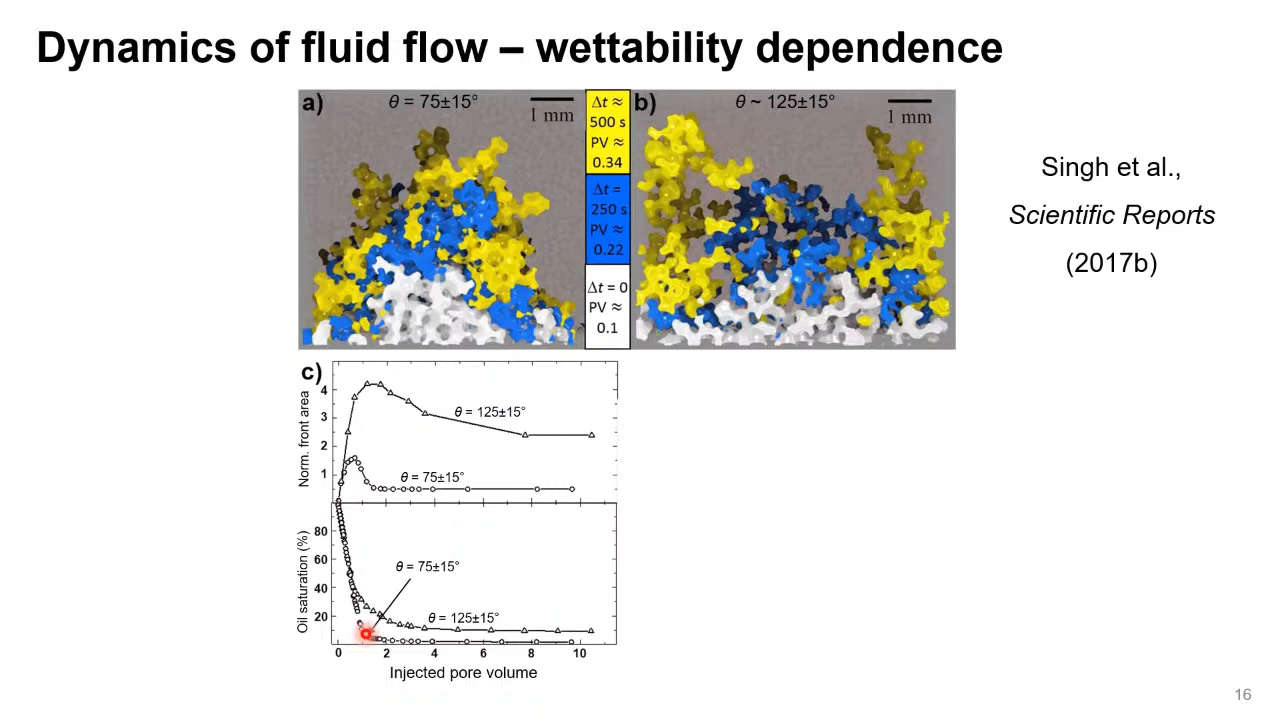 Dynamics of fluid flow – wettability dependence
a)
θ = 75±15°
1 mm
Δt ≈
500 s
PV ≈
0.34
Δt =
250 s
PV ≈
0.22
Δt = 0
PV ≈
0.1
b)
θ ~ 125±15°
1 mm
Singh et al.,
Scientific Reports
(2017b)
c)
Norm. front area
4
3
2
1
θ = 125±15°
θ = 75±15°
Oil saturation (%)
80
60
40
20
θ = 75±15°
θ = 125±15°
0 2 4 6 8 10
Injected pore volume
16